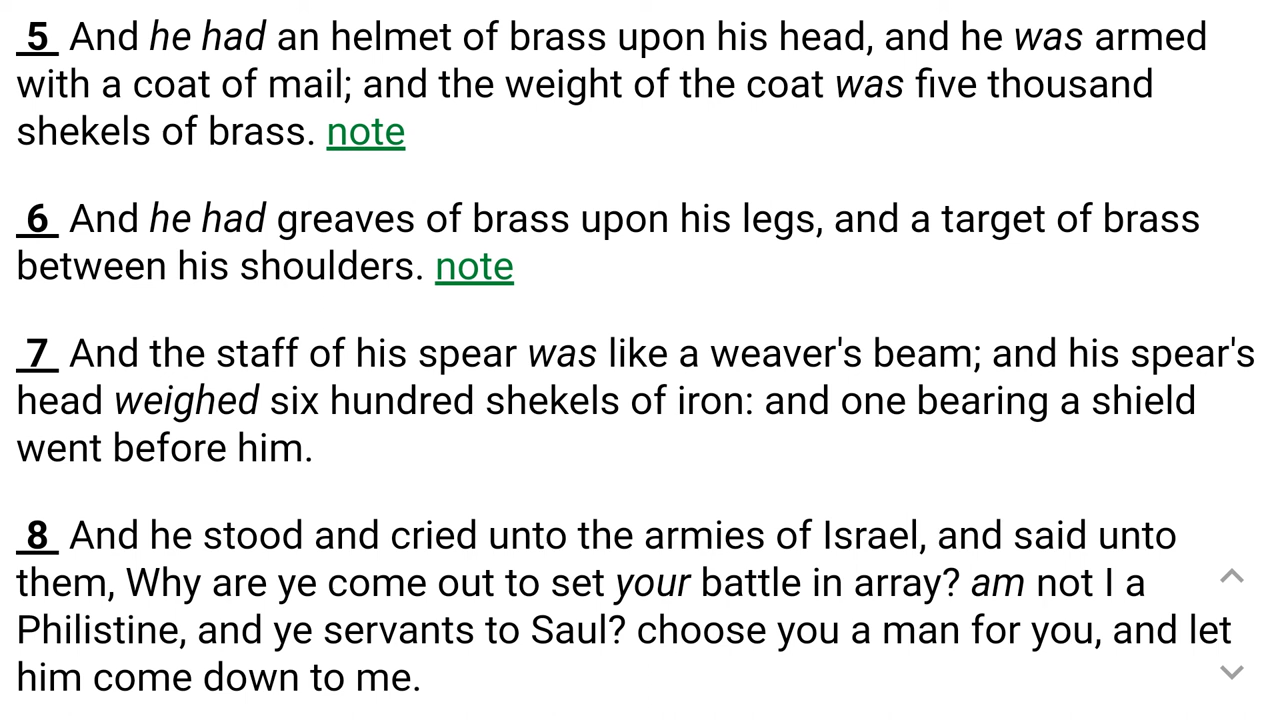 5 And he had an helmet of brass upon his head, and he was armed
with a coat of mail; and the weight of the coat was five thousand
shekels of brass. note
6 And he had greaves of brass upon his legs, and a target of brass
between his shoulders. note
7 And the staff of his spear was like a weaver's beam; and his spear's
head weighed six hundred shekels of iron: and one bearing a shield
went before him.
8 And he stood and cried unto the armies of Israel, and said unto
them, Why are ye come out to set your battle in array? am not I a
Philistine, and ye servants to Saul? choose you a man for you, and let
him come down to me.